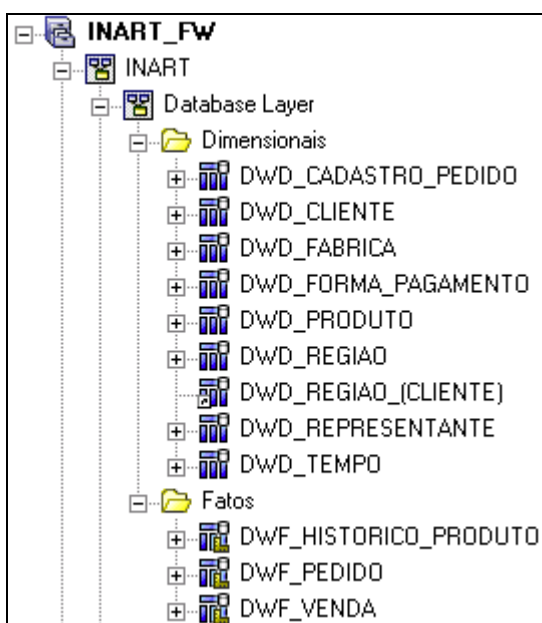 INART_FW
INART
Database Layer
Dimensionais
DWD_CADASTRO_PEDIDO
DWD_CLIENTE
DWD_FABRICA
DWD_FORMA_PAGAMENTO
DWD_PRODUTO
DWD_REGIAO
DWD_REGIAO_(CLIENTE)
DWD_REPRESENTANTE
DWD_TEMPO
Fatos
DWF_HISTORICO_PRODUTO
DWF_PEDIDO
DWF_VENDA